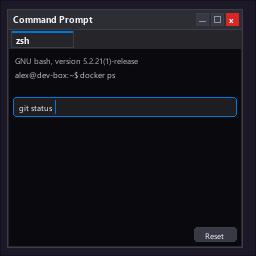 Command Prompt
x
zsh
GNU bash, version 5.2.21(1)-release
alex@dev-box:~$ docker ps
git status
Reset